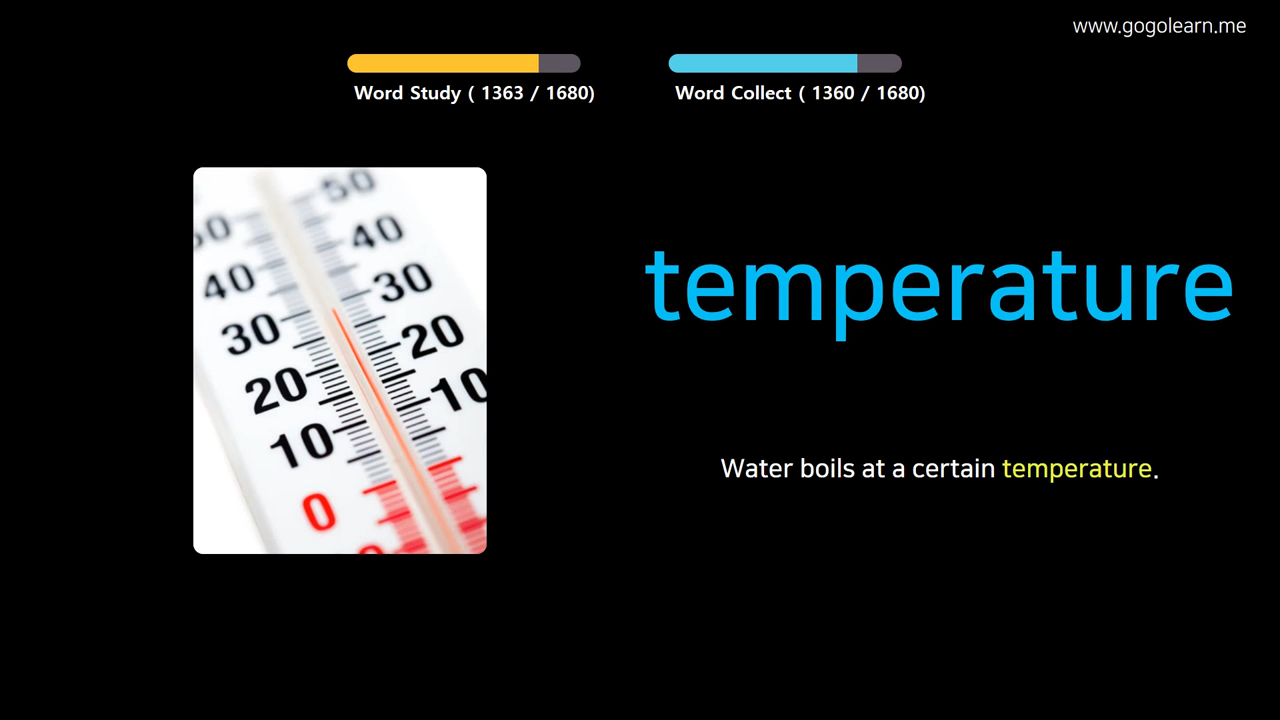 www.gogolearn.me
Word Study ( 1363 / 1680)
Word Collect ( 1360 / 1680)
50
40 40
30 30
20 20
10 10
0
temperature
Water boils at a certain temperature.